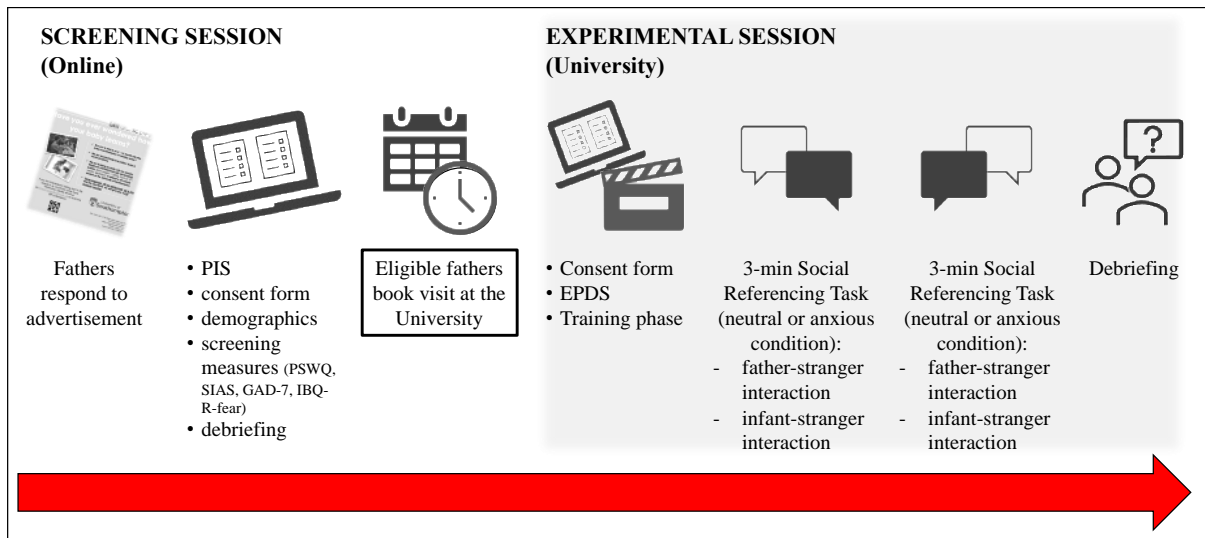 SCREENING SESSION
(Online)
Fathers
respond to
advertisement
• PIS
• consent form
• demographics
• screening
measures (PSWQ,
SIAS, GAD-7, IBQ-
R-fear)
• debriefing
Eligible fathers
book visit at the
University
EXPERIMENTAL SESSION
(University)
• Consent form
• EPDS
• Training phase
3-min Social
Referencing Task
(neutral or anxious
condition):
- father-stranger
interaction
- infant-stranger
interaction
3-min Social
Referencing Task
(neutral or anxious
condition):
- father-stranger
interaction
- infant-stranger
interaction
?
Debriefing